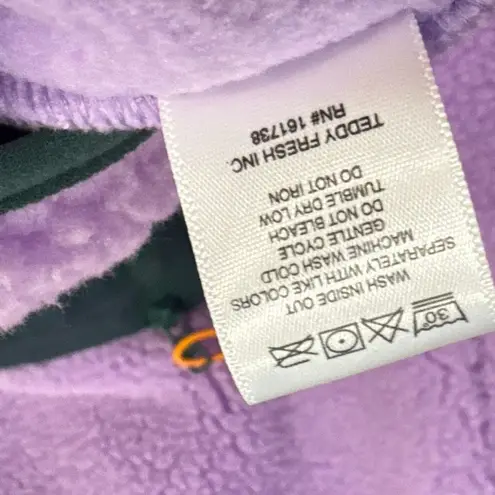 30°
WASH INSIDE OUT
SEPARATELY WITH LIKE COLORS
MACHINE WASH COLD
GENTLE CYCLE
DO NOT BLEACH
TUMBLE DRY LOW
DO NOT IRON
TEDDY FRESH INC.
RN# 161738